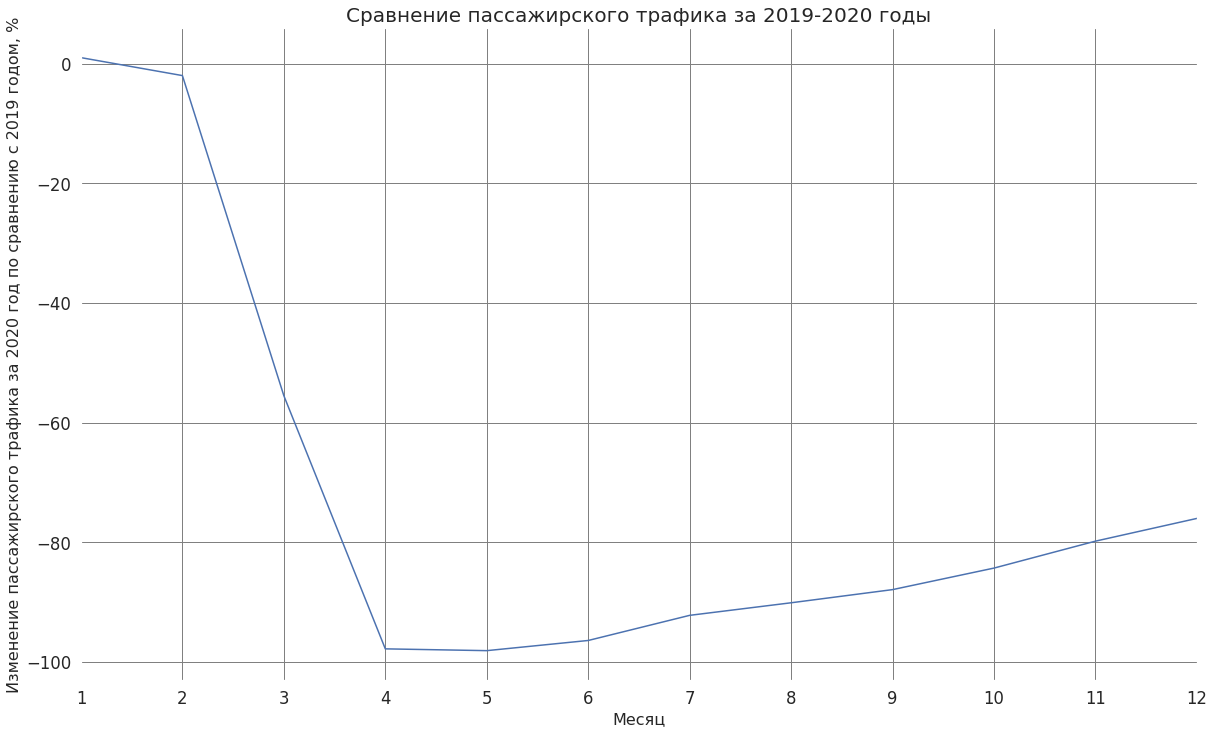 Сравнение пассажирского трафика за 2019-2020 годы
Изменение пассажирского трафика за 2020 год по сравнению с 2019 годом, %
0
−20
−40
−60
−80
−100
1 2 3 4 5 6 7 8 9 10 11 12
Месяц